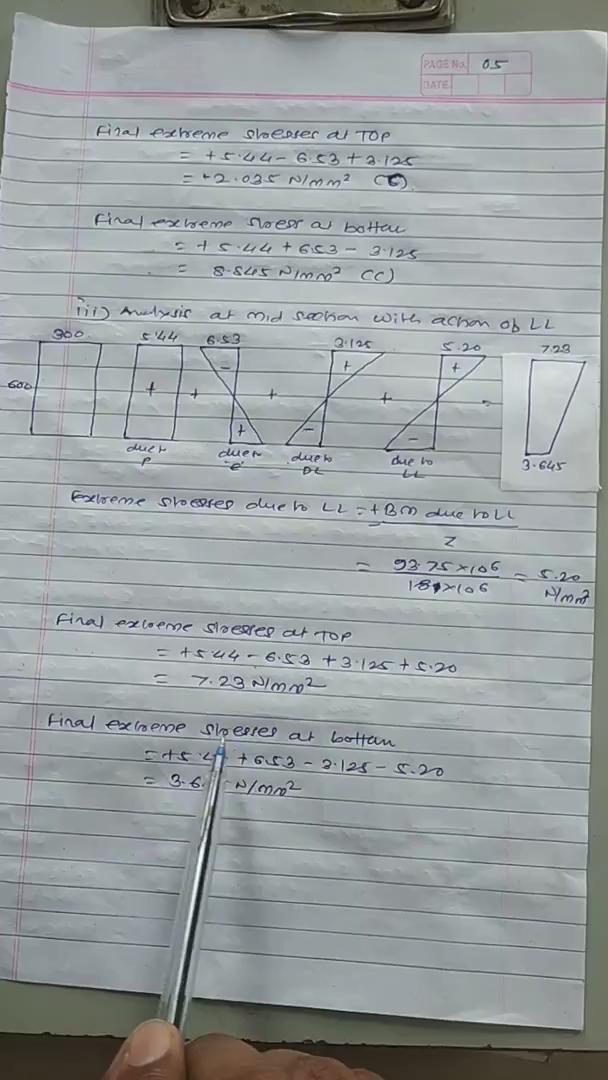 PAGE No. 05
DATE
Final extreme stresses at TOP
= +5.44 - 6.53 + 3.125
= +2.035 N/mm² (C)
Final extreme stress at bottom
= +5.44 + 6.53 - 3.125
= 8.845 N/mm² (C)
iii) Analysis at mid section with action of LL
300 5.44 6.53 3.125 5.20 7.23
600 + + - + + + + =
+ - -
due to P due to 'e' due to DL due to LL 3.645
Extreme stresses due to LL = + BM due to LL
Z
= 93.75 × 10⁶ = 5.20
18 × 10⁶ N/mm²
Final extreme stresses at TOP
= +5.44 - 6.53 + 3.125 + 5.20
= 7.23 N/mm²
Final extreme stresses at bottom
= +5.4 + 6.53 - 3.125 - 5.20
= 3.6 N/mm²